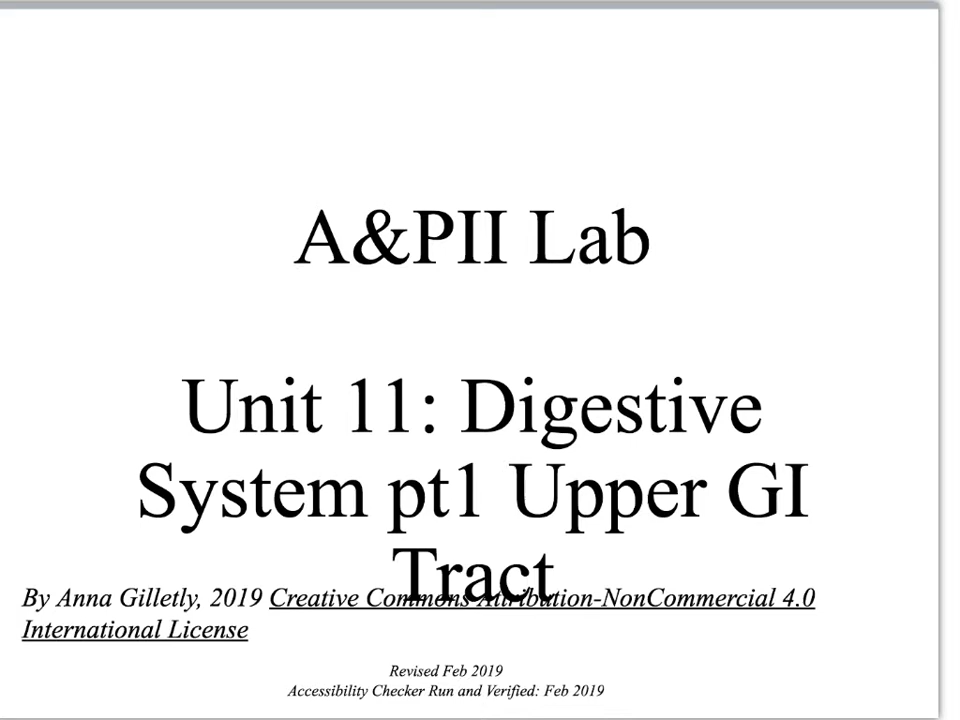 A&PII Lab
Unit 11: Digestive
System pt1 Upper GI
Tract
By Anna Gilletly, 2019 Creative Commons Attribution-NonCommercial 4.0
International License
Revised Feb 2019
Accessibility Checker Run and Verified: Feb 2019